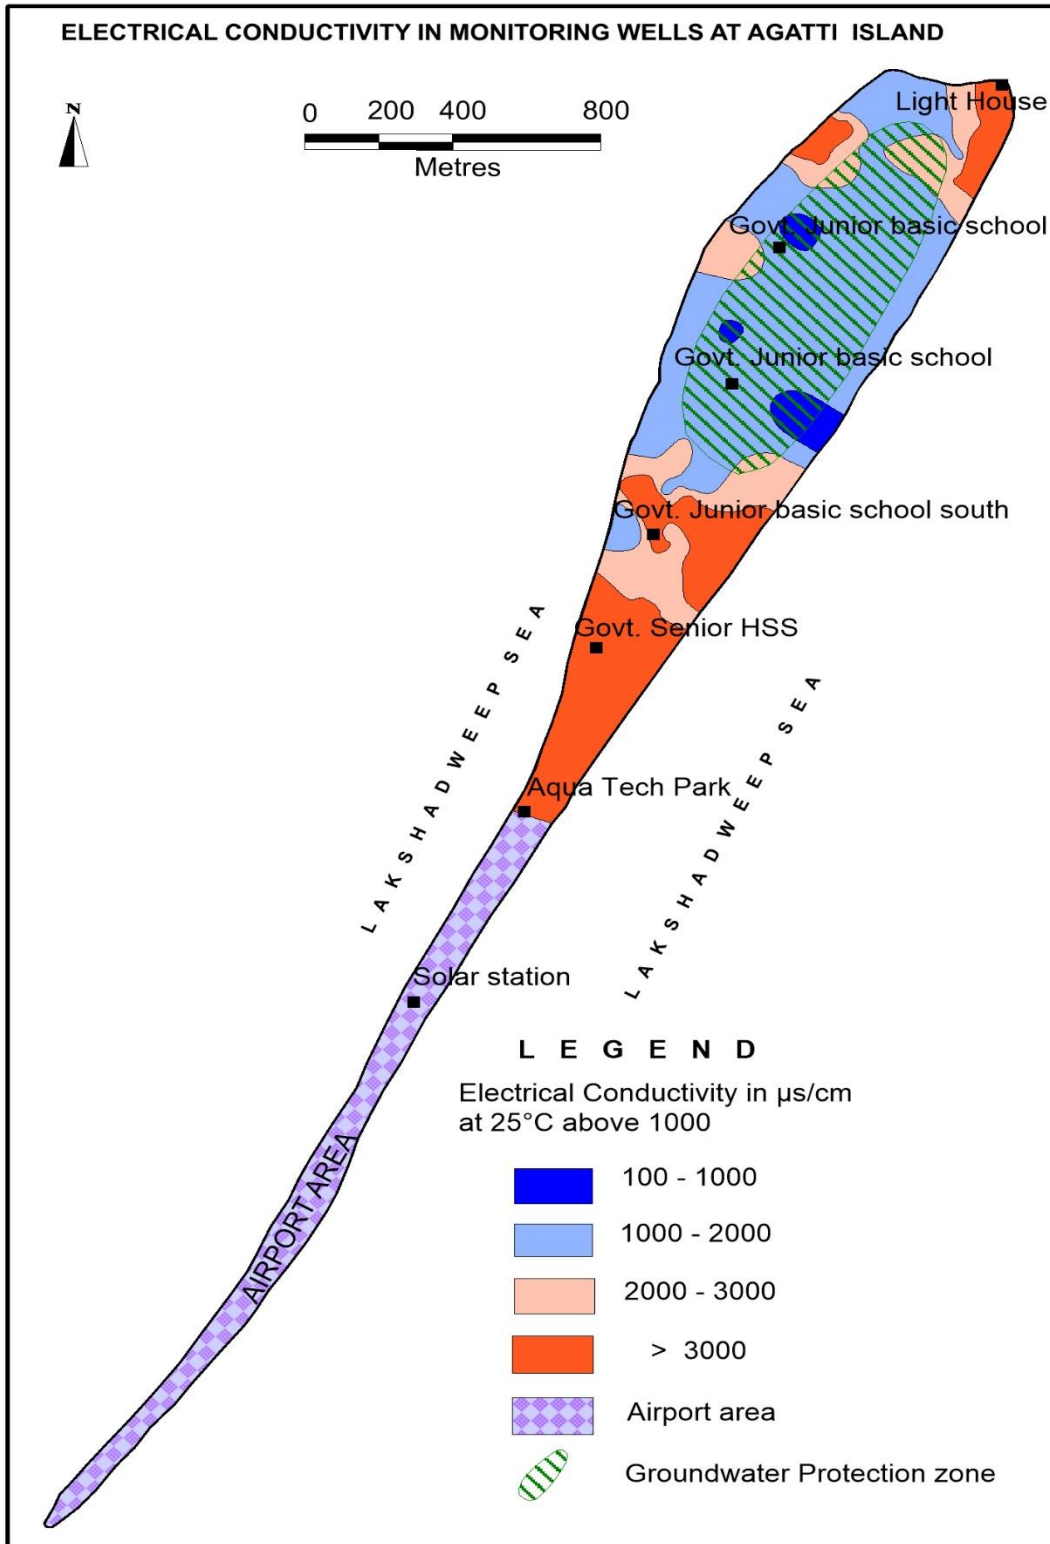 ELECTRICAL CONDUCTIVITY IN MONITORING WELLS AT AGATTI ISLAND
N
0 200 400 800
Metres
Light House
Govt. Junior basic school
Govt. Junior basic school
Govt. Junior basic school south
Govt. Senior HSS
LAKSHADWEEP SEA
LAKSHADWEEP SEA
Aqua Tech Park
Solar station
AIRPORT AREA
LEGEND
Electrical Conductivity in µs/cm
at 25°C above 1000
100 - 1000
1000 - 2000
2000 - 3000
> 3000
Airport area
Groundwater Protection zone